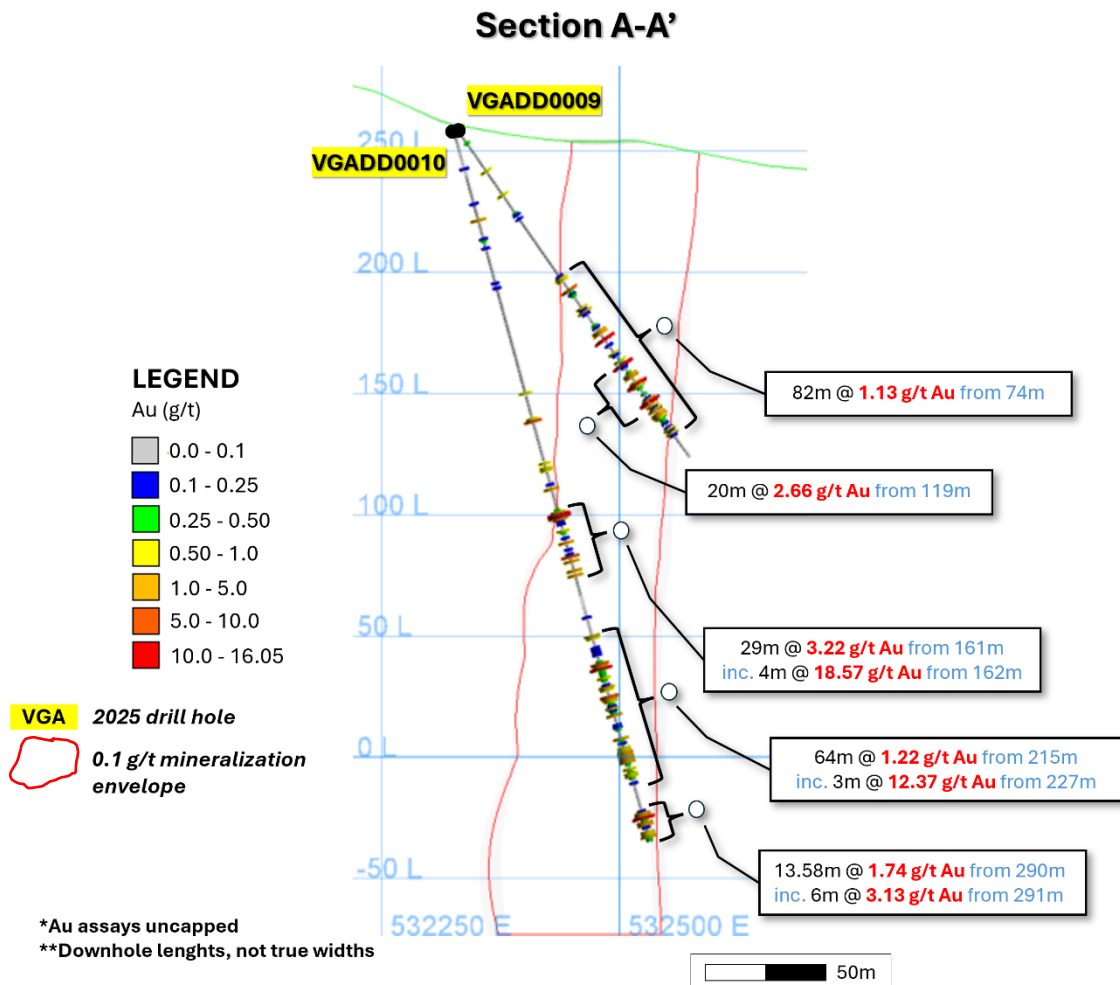 Section A-A’
VGADD0009
VGADD0010
250 L
200 L
150 L
100 L
50 L
0 L
-50 L
532250 E
532500 E
82m @ 1.13 g/t Au from 74m
20m @ 2.66 g/t Au from 119m
29m @ 3.22 g/t Au from 161m
inc. 4m @ 18.57 g/t Au from 162m
64m @ 1.22 g/t Au from 215m
inc. 3m @ 12.37 g/t Au from 227m
13.58m @ 1.74 g/t Au from 290m
inc. 6m @ 3.13 g/t Au from 291m
LEGEND
Au (g/t)
0.0 - 0.1
0.1 - 0.25
0.25 - 0.50
0.50 - 1.0
1.0 - 5.0
5.0 - 10.0
10.0 - 16.05
VGA 2025 drill hole
0.1 g/t mineralization
envelope
*Au assays uncapped
**Downhole lenghts, not true widths
50m